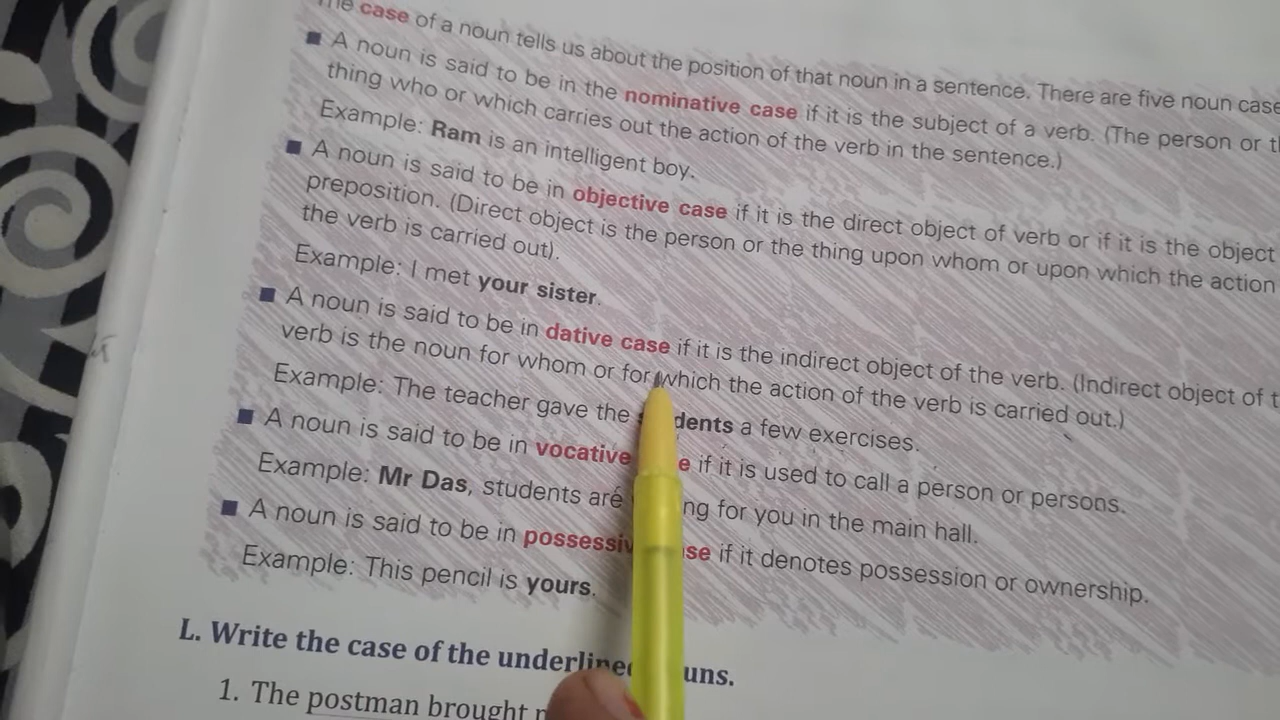 The case of a noun tells us about the position of that noun in a sentence. There are five noun case
■ A noun is said to be in the nominative case if it is the subject of a verb. (The person or
thing who or which carries out the action of the verb in the sentence.)
Example: Ram is an intelligent boy.
■ A noun is said to be in objective case if it is the direct object of verb or if it is the object
preposition. (Direct object is the person or the thing upon whom or upon which the action
the verb is carried out).
Example: I met your sister.
■ A noun is said to be in dative case if it is the indirect object of the verb. (Indirect object of
verb is the noun for whom or for which the action of the verb is carried out.)
Example: The teacher gave the students a few exercises.
■ A noun is said to be in vocative if it is used to call a person or persons.
Example: Mr Das, students are for you in the main hall.
■ A noun is said to be in possessive if it denotes possession or ownership.
Example: This pencil is yours.
L. Write the case of the underlined nouns.
1. The postman brought